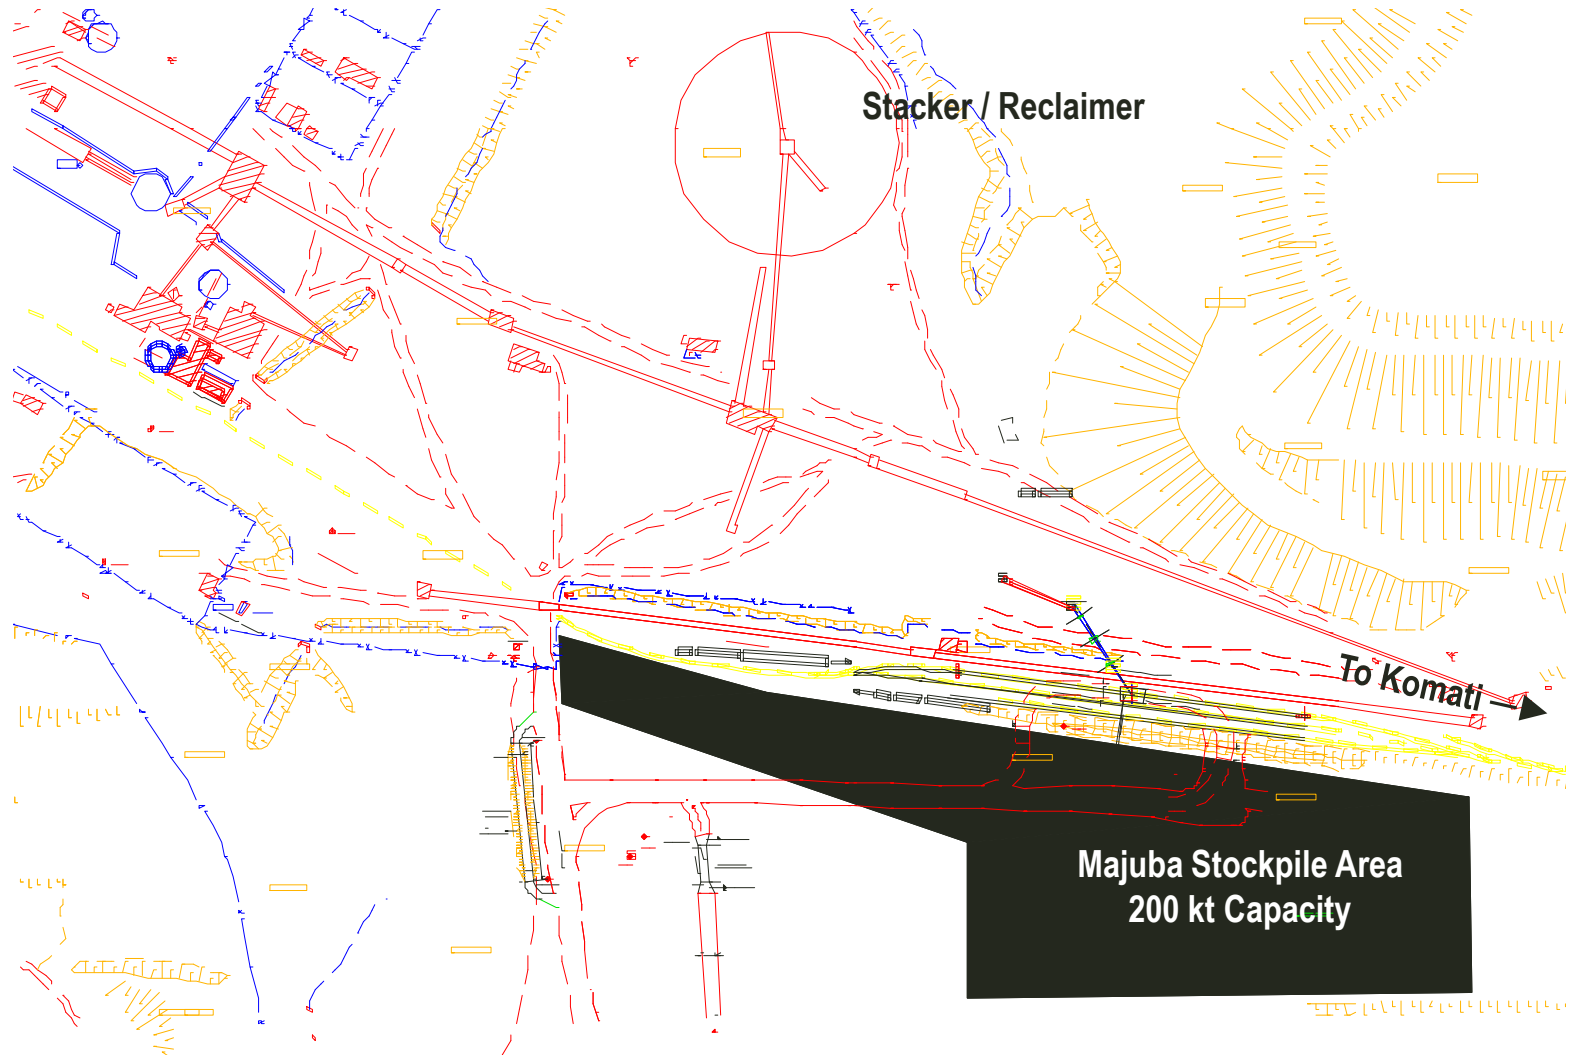 Stacker / Reclaimer
To Komati
Majuba Stockpile Area
200 kt Capacity